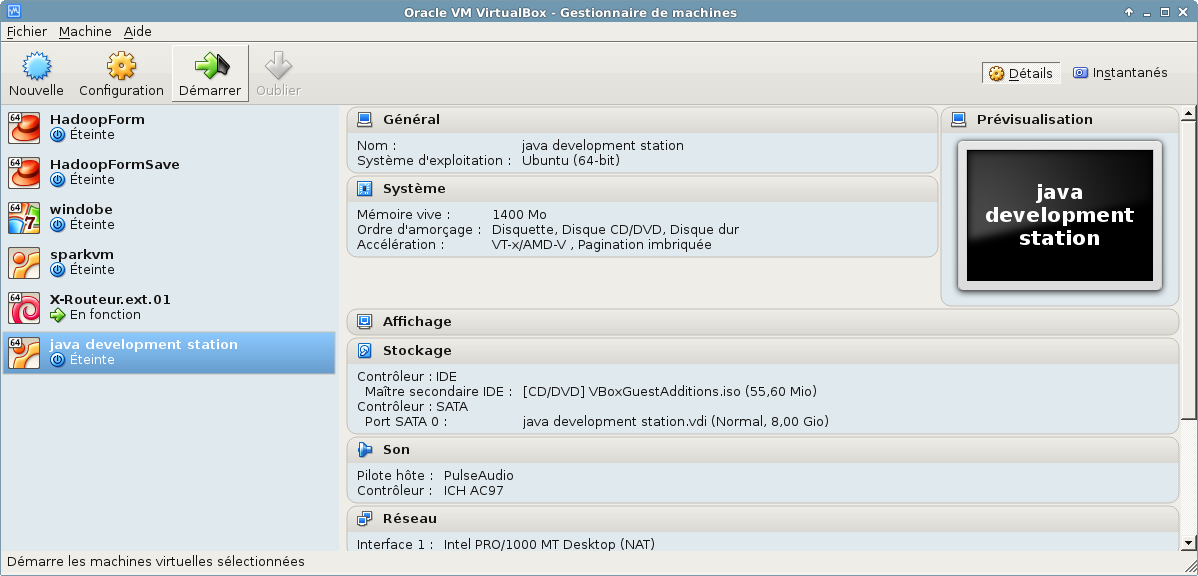 Oracle VM VirtualBox - Gestionnaire de machines
Fichier Machine Aide
Nouvelle Configuration Démarrer Oublier Détails Instantanés
64 HadoopForm
Éteinte
64 HadoopFormSave
Éteinte
64 windobe
7 Éteinte
sparkvm
Éteinte
64 X-Routeur.ext.01
En fonction
64 java development station
Éteinte
Général
Nom : java development station
Système d'exploitation : Ubuntu (64-bit)
Système
Mémoire vive : 1400 Mo
Ordre d'amorçage : Disquette, Disque CD/DVD, Disque dur
Accélération : VT-x/AMD-V , Pagination imbriquée
Prévisualisation
java
development
station
Affichage
Stockage
Contrôleur : IDE
Maître secondaire IDE : [CD/DVD] VBoxGuestAdditions.iso (55,60 Mio)
Contrôleur : SATA
Port SATA 0 : java development station.vdi (Normal, 8,00 Gio)
Son
Pilote hôte : PulseAudio
Contrôleur : ICH AC97
Réseau
Interface 1 : Intel PRO/1000 MT Desktop (NAT)
Démarre les machines virtuelles sélectionnées